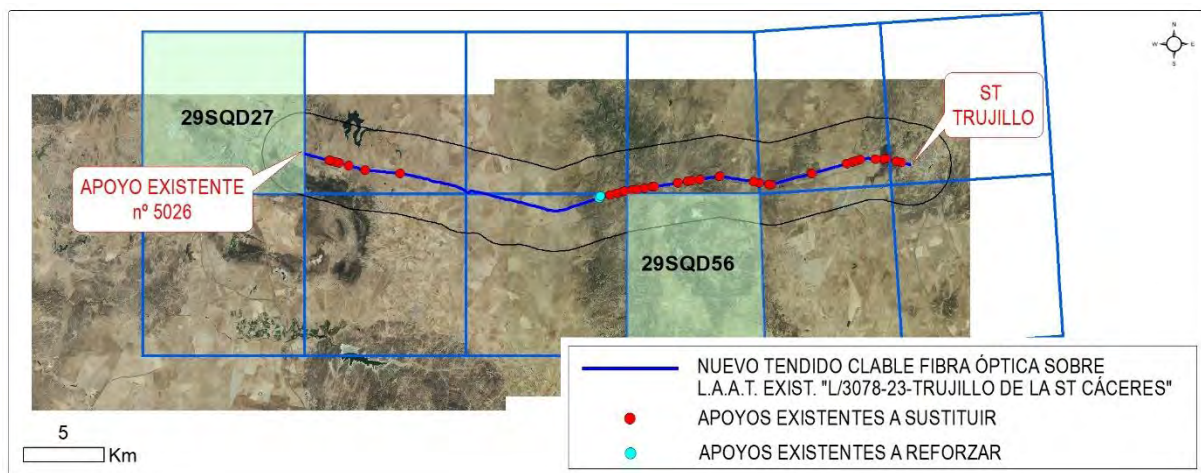 N
W E
S
29SQD27
ST
TRUJILLO
APOYO EXISTENTE
nº 5026
29SQD56
NUEVO TENDIDO CLABLE FIBRA ÓPTICA SOBRE
L.A.A.T. EXIST. "L/3078-23-TRUJILLO DE LA ST CÁCERES"
APOYOS EXISTENTES A SUSTITUIR
APOYOS EXISTENTES A REFORZAR
5
Km